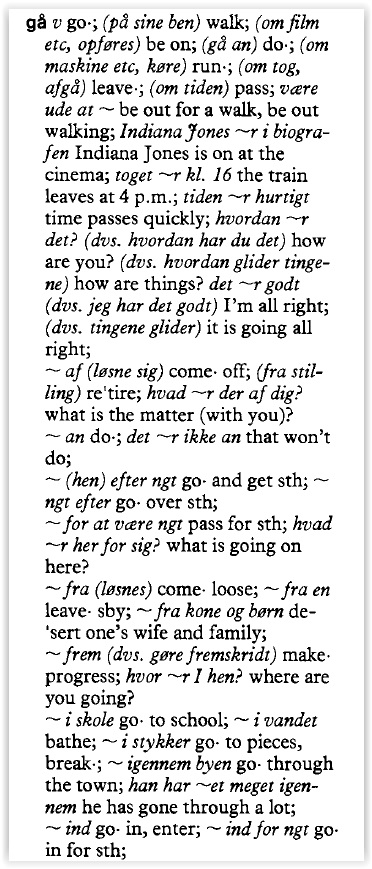 gå v go·; (på sine ben) walk; (om film
etc, opføres) be on; (gå an) do·; (om
maskine etc, køre) run·; (om tog,
afgå) leave·; (om tiden) pass; være
ude at ~ be out for a walk, be out
walking; Indiana Jones ~r i biogra-
fen Indiana Jones is on at the
cinema; toget ~r kl. 16 the train
leaves at 4 p.m.; tiden ~r hurtigt
time passes quickly; hvordan ~r
det? (dvs. hvordan har du det) how
are you? (dvs. hvordan glider tinge-
ne) how are things? det ~r godt
(dvs. jeg har det godt) I'm all right;
(dvs. tingene glider) it is going all
right;
~ af (løsne sig) come· off; (fra stil-
ling) re'tire; hvad ~r der af dig?
what is the matter (with you)?
~ an do·; det ~r ikke an that won't
do;
~ (hen) efter ngt go· and get sth; ~
ngt efter go· over sth;
~ for at være ngt pass for sth; hvad
~r her for sig? what is going on
here?
~ fra (løsnes) come· loose; ~ fra en
leave· sby; ~ fra kone og børn de-
'sert one's wife and family;
~ frem (dvs. gøre fremskridt) make·
progress; hvor ~r I hen? where are
you going?
~ i skole go· to school; ~ i vandet
bathe; ~ i stykker go· to pieces,
break·; ~ igennem byen go· through
the town; han har ~et meget igen-
nem he has gone through a lot;
~ ind go· in, enter; ~ ind for ngt go·
in for sth;